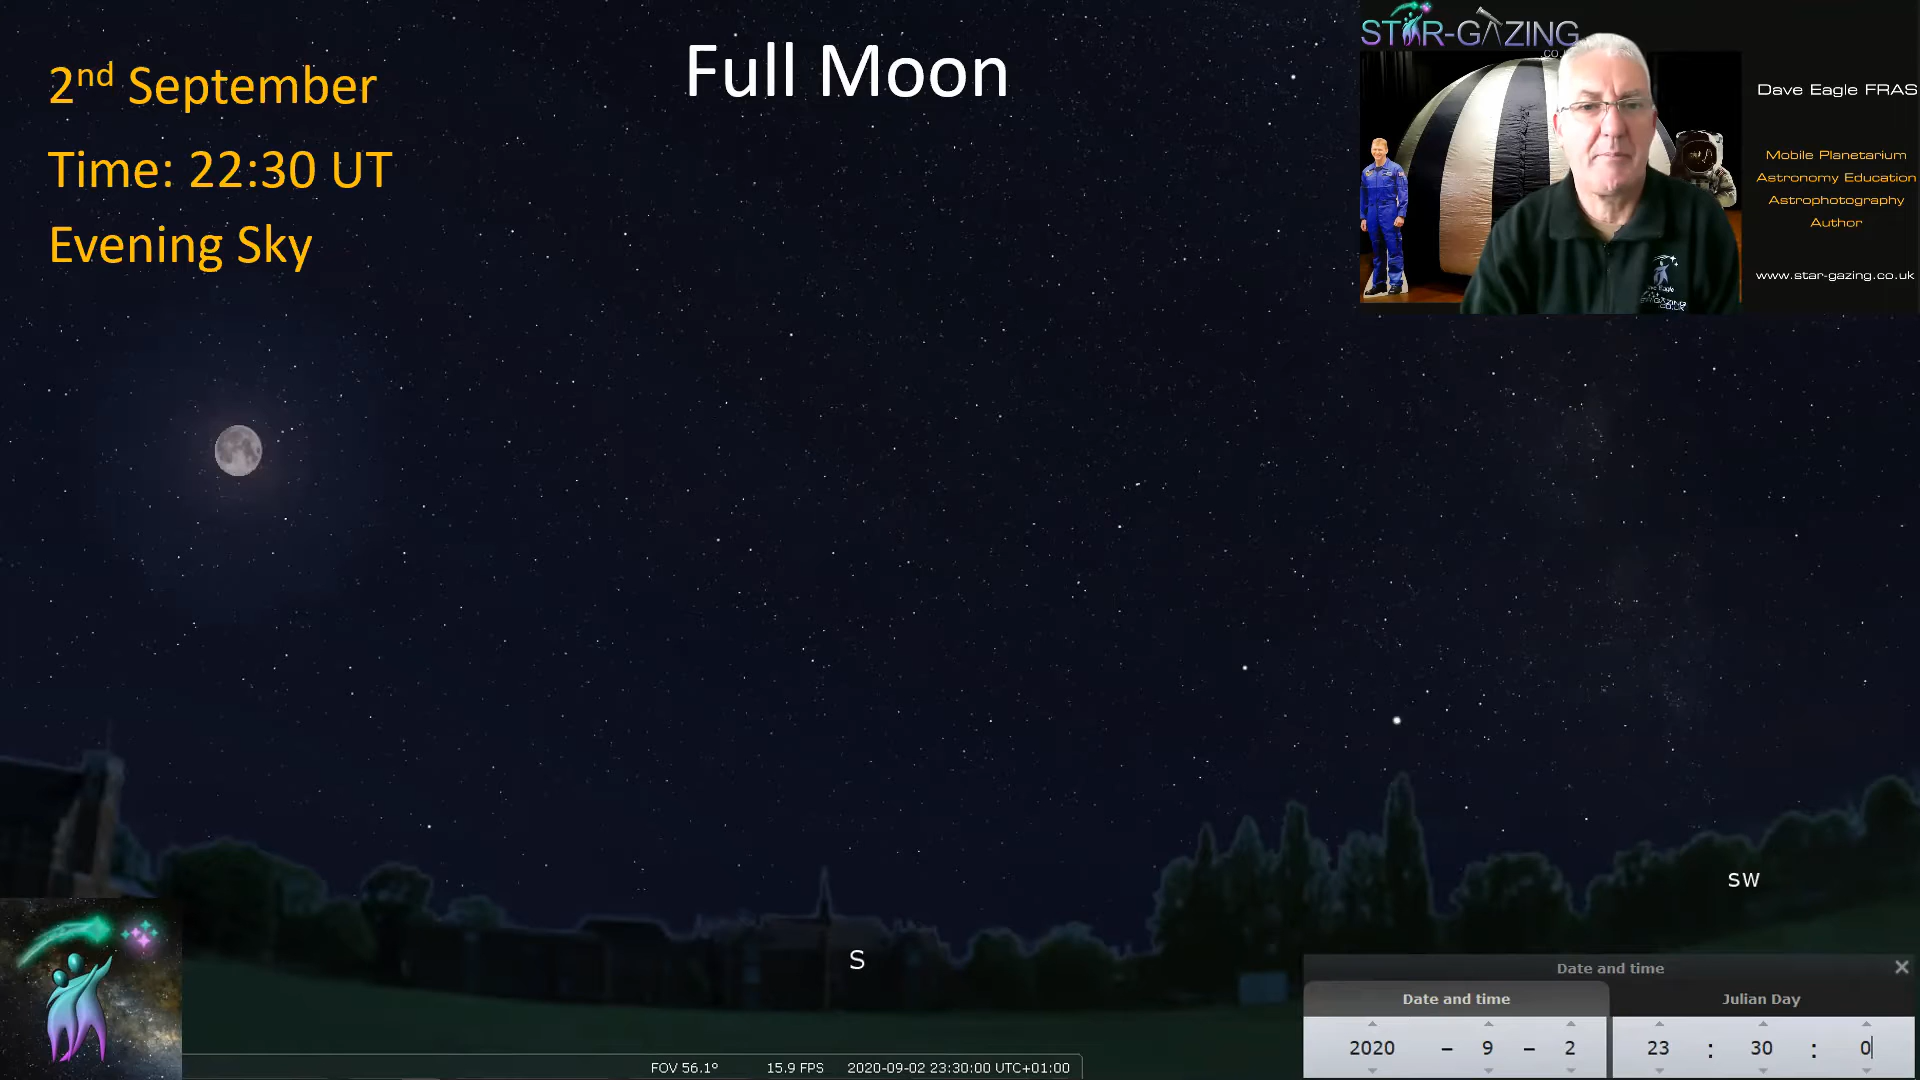 2nd September
Time: 22:30 UT
Evening Sky
Full Moon
STAR-GAZING
.CO.
Dave Eagle FRAS
Mobile Planetarium
Astronomy Education
Astrophotography
Author
www.star-gazing.co.uk
SW
S
Date and time
Date and time
Julian Day
2020 – 9 – 2
23 : 30 : 0
FOV 56.1°
15.9 FPS
2020-09-02 23:30:00 UTC+01:00